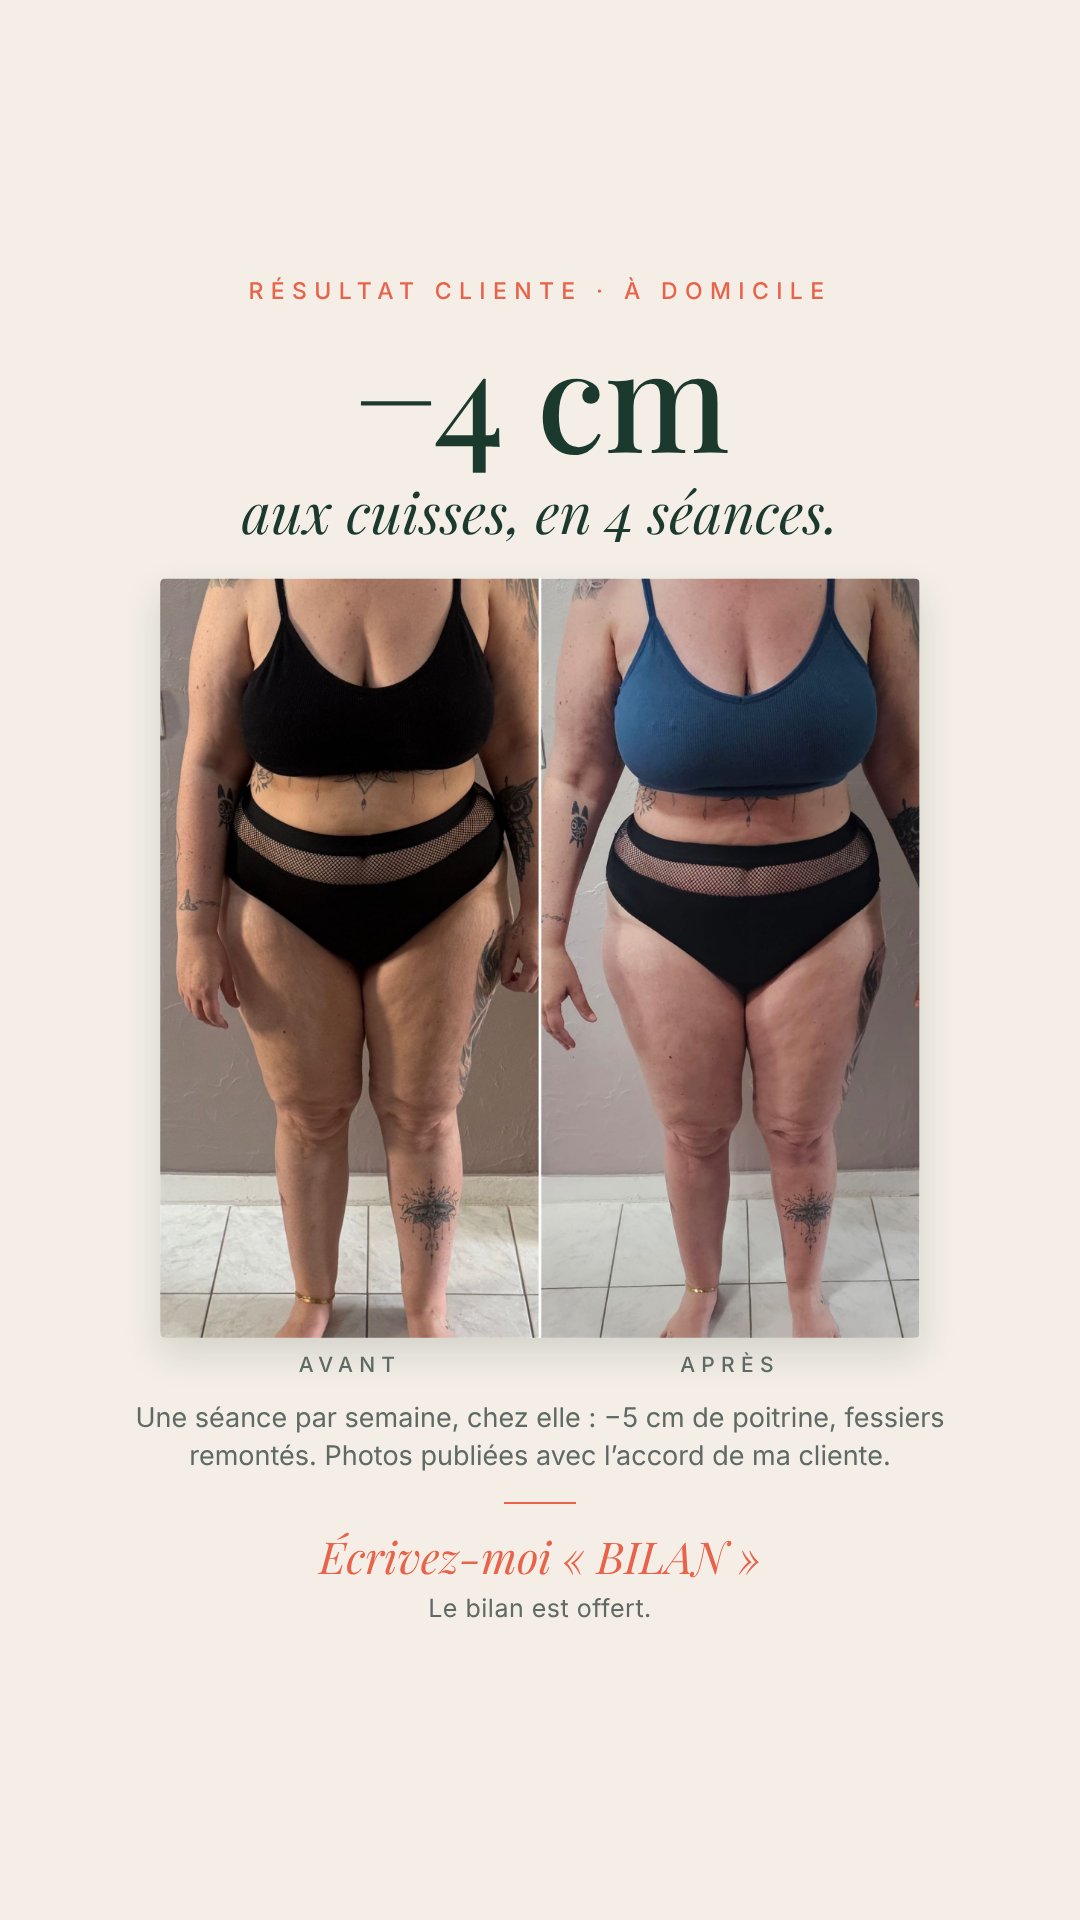 RÉSULTAT CLIENTE · À DOMICILE
−4 cm
aux cuisses, en 4 séances.
AVANT
APRÈS
Une séance par semaine, chez elle : −5 cm de poitrine, fessiers
remontés. Photos publiées avec l’accord de ma cliente.
Écrivez-moi « BILAN »
Le bilan est offert.